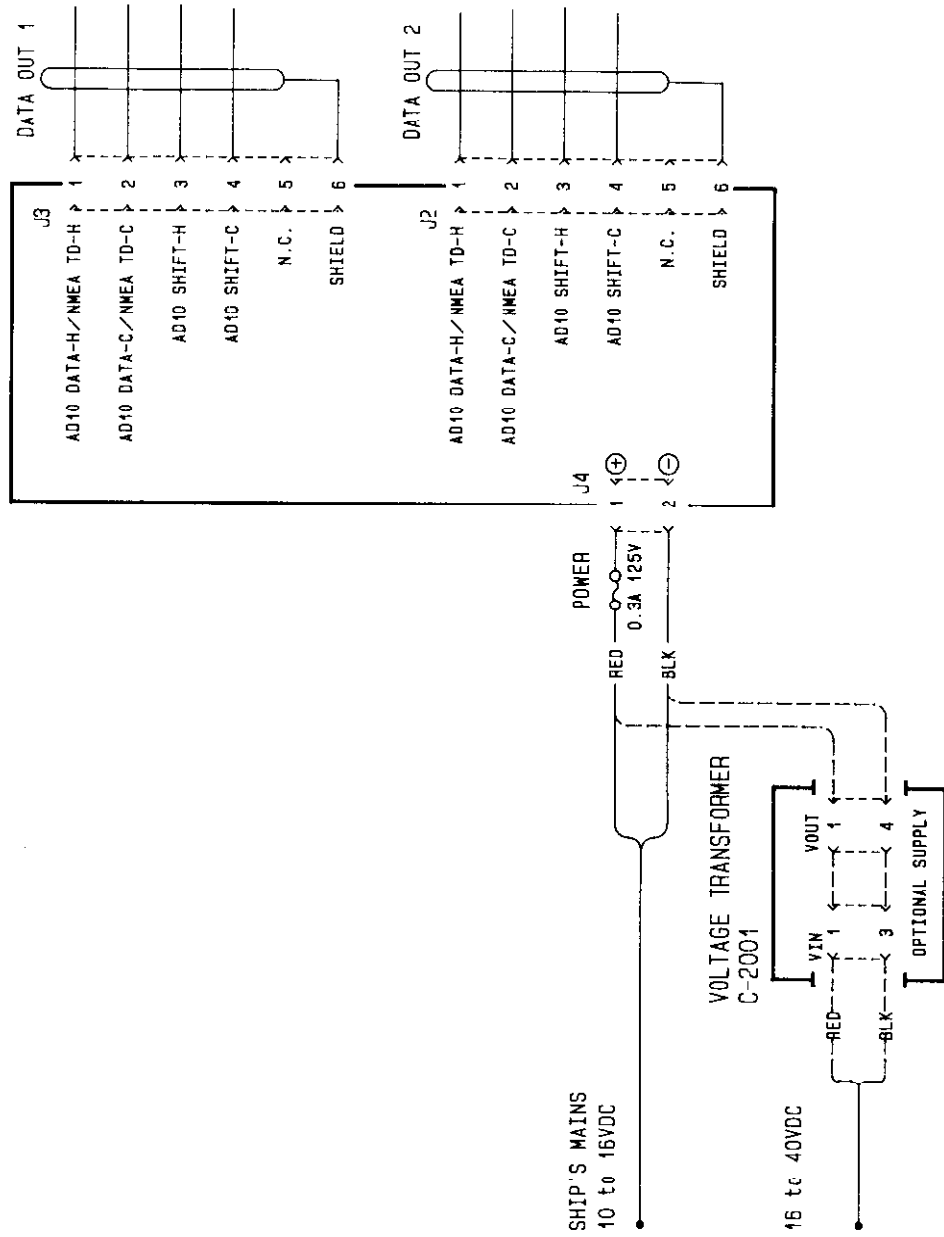 DATA OUT 1
J3
1 AD10 DATA-H/NMEA TD-H
2 AD10 DATA-C/NMEA TD-C
3 AD10 SHIFT-H
4 AD10 SHIFT-C
5 N.C.
6 SHIELD
DATA OUT 2
J2
1 AD10 DATA-H/NMEA TD-H
2 AD10 DATA-C/NMEA TD-C
3 AD10 SHIFT-H
4 AD10 SHIFT-C
5 N.C.
6 SHIELD
J4
1 +
2 -
POWER
0.3A 125V
RED
BLK
SHIP'S MAINS
10 to 16VDC
VOLTAGE TRANSFORMER
C-2001
VIN
1
3
VOUT
1
4
OPTIONAL SUPPLY
RED
BLK
16 to 40VDC